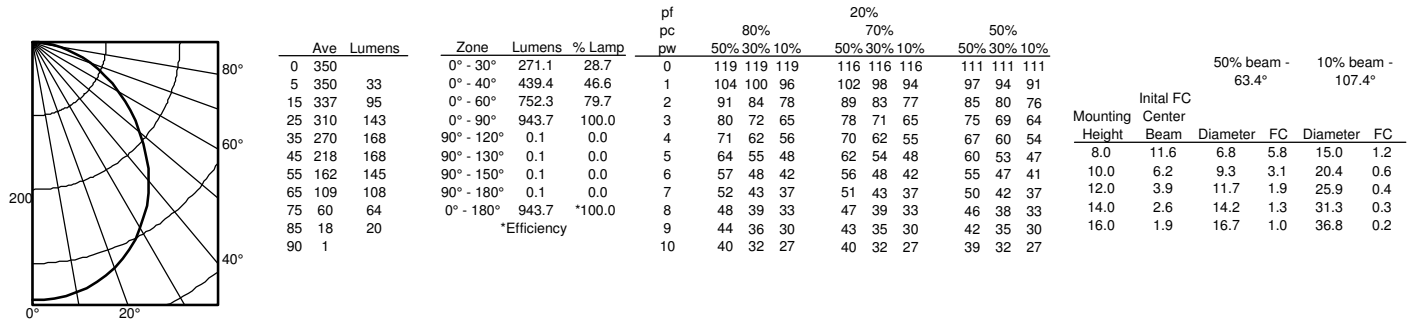 80°
60°
200
40°
0° 20°
Ave Lumens
0 350
5 350 33
15 337 95
25 310 143
35 270 168
45 218 168
55 162 145
65 109 108
75 60 64
85 18 20
90 1
Zone Lumens % Lamp
0° - 30° 271.1 28.7
0° - 40° 439.4 46.6
0° - 60° 752.3 79.7
0° - 90° 943.7 100.0
90° - 120° 0.1 0.0
90° - 130° 0.1 0.0
90° - 150° 0.1 0.0
90° - 180° 0.1 0.0
0° - 180° 943.7 *100.0
*Efficiency
pf 20%
pc 80% 70% 50%
pw 50% 30% 10% 50% 30% 10% 50% 30% 10%
0 119 119 119 116 116 116 111 111 111
1 104 100 96 102 98 94 97 94 91
2 91 84 78 89 83 77 85 80 76
3 80 72 65 78 71 65 75 69 64
4 71 62 56 70 62 55 67 60 54
5 64 55 48 62 54 48 60 53 47
6 57 48 42 56 48 42 55 47 41
7 52 43 37 51 43 37 50 42 37
8 48 39 33 47 39 33 46 38 33
9 44 36 30 43 35 30 42 35 30
10 40 32 27 40 32 27 39 32 27
50% beam - 10% beam -
63.4° 107.4°
Inital FC
Mounting Center
Height Beam Diameter FC Diameter FC
8.0 11.6 6.8 5.8 15.0 1.2
10.0 6.2 9.3 3.1 20.4 0.6
12.0 3.9 11.7 1.9 25.9 0.4
14.0 2.6 14.2 1.3 31.3 0.3
16.0 1.9 16.7 1.0 36.8 0.2